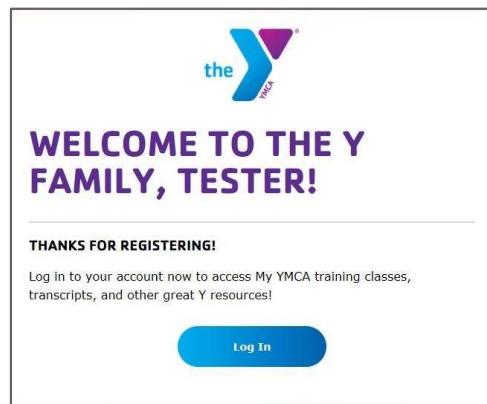 the
YMCA
WELCOME TO THE Y
FAMILY, TESTER!
THANKS FOR REGISTERING!
Log in to your account now to access My YMCA training classes,
transcripts, and other great Y resources!
Log In